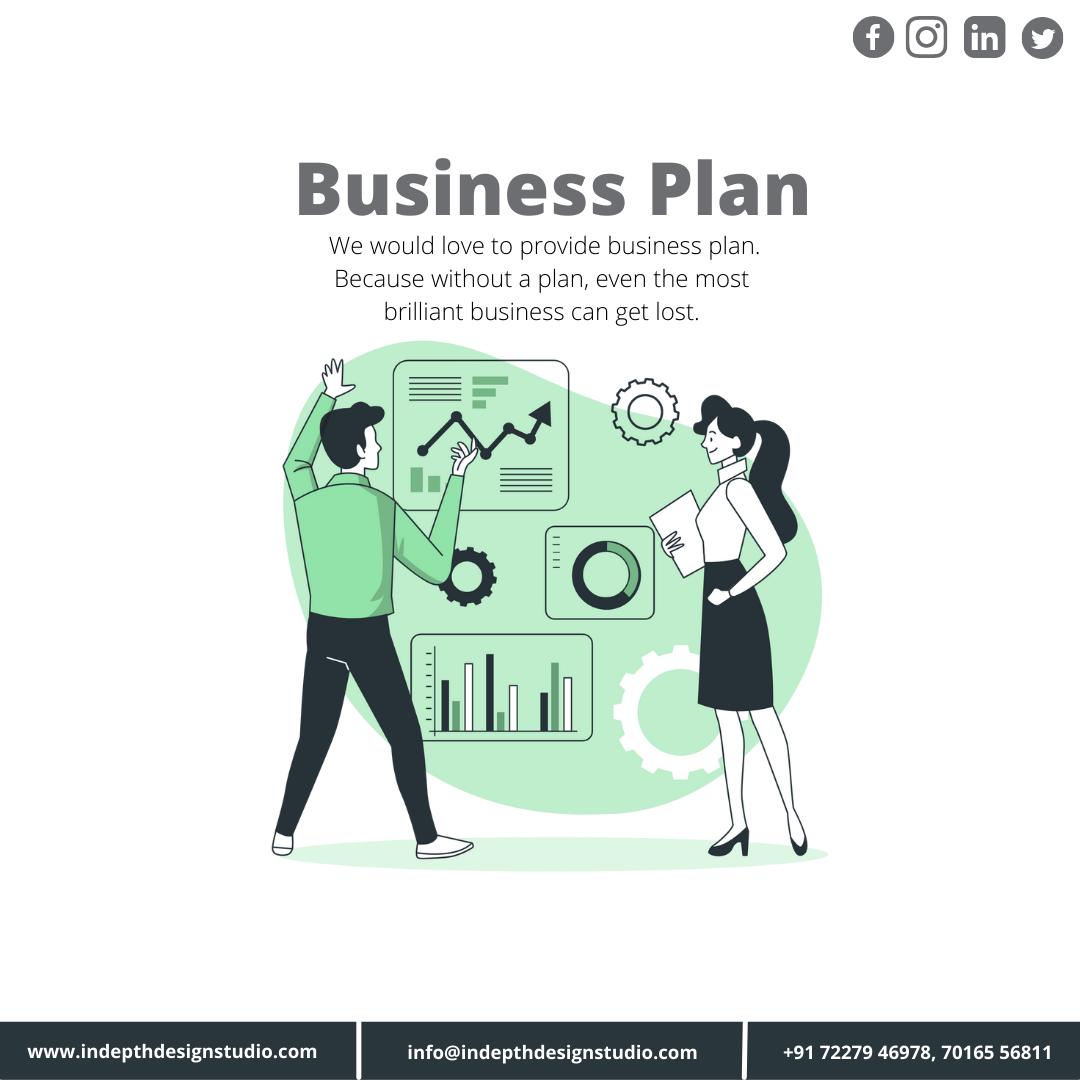 Business Plan
We would love to provide business plan.
Because without a plan, even the most
brilliant business can get lost.
www.indepthdesignstudio.com
info@indepthdesignstudio.com
+91 72279 46978, 70165 56811